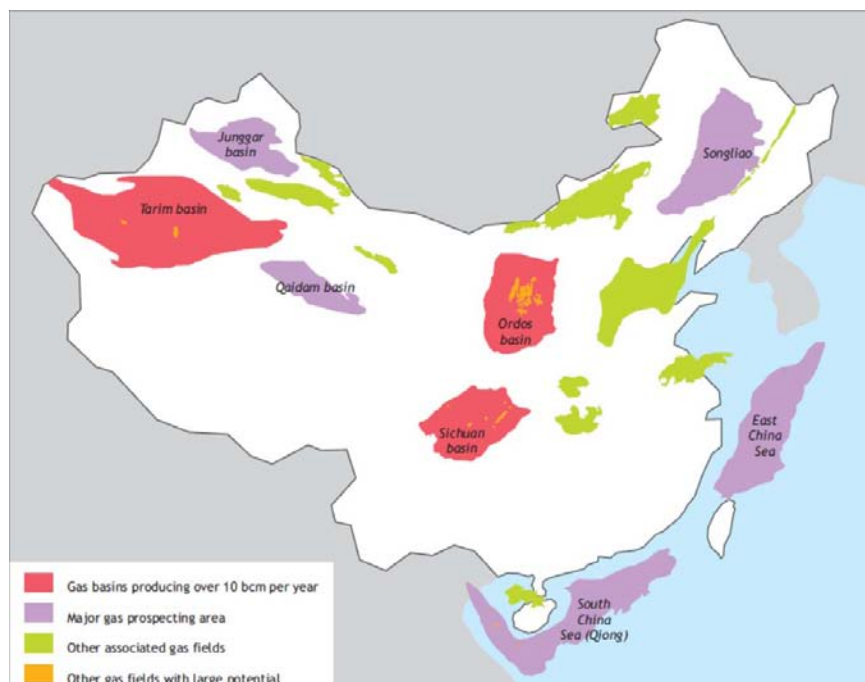 Junggar
basin
Songliao
Tarim basin
Qaidam basin
Ordos
basin
Sichuan
basin
East
China
Sea
South
China
Sea (Qiong)
Gas basins producing over 10 bcm per year
Major gas prospecting area
Other associated gas fields
Other gas fields with large potential